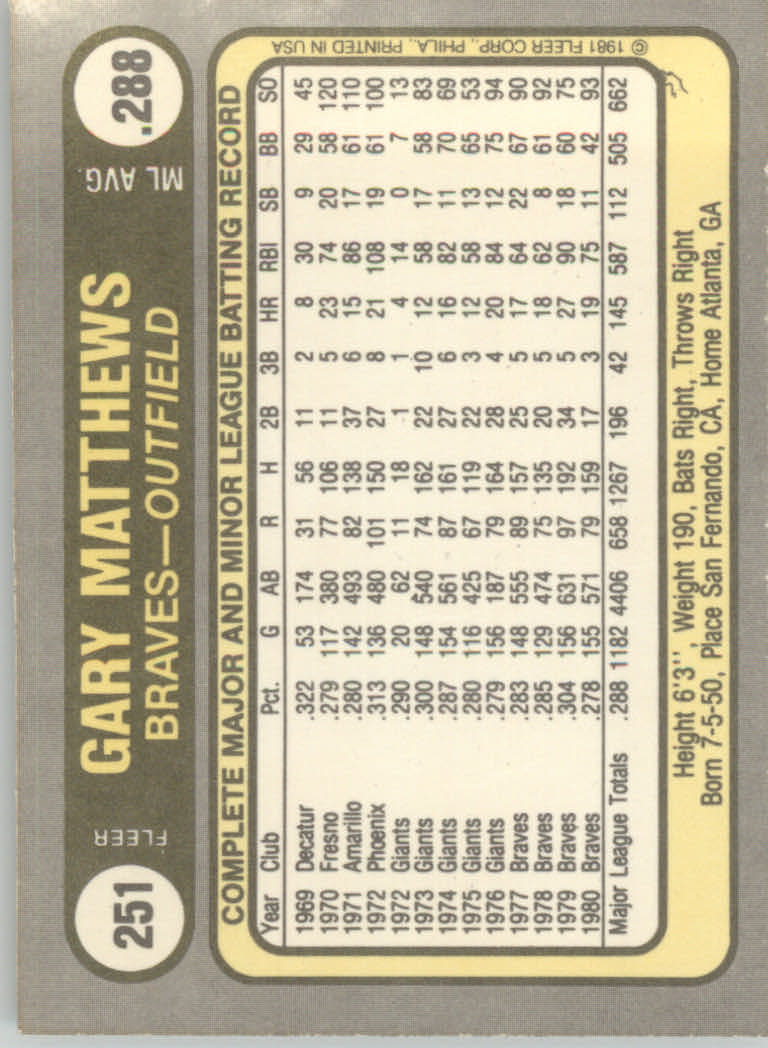 251
FLEER
GARY MATTHEWS
BRAVES—OUTFIELD
ML AVG.
.288
COMPLETE MAJOR AND MINOR LEAGUE BATTING RECORD
Year Club Pct. G AB R H 2B 3B HR RBI SB BB SO
1969 Decatur .322 53 174 31 56 11 2 8 30 9 29 45
1970 Fresno .279 117 380 77 106 11 5 23 74 20 58 120
1971 Amarillo .280 142 493 82 138 37 6 15 86 17 61 110
1972 Phoenix .313 136 480 101 150 27 8 21 108 19 61 100
1972 Giants .290 20 62 11 18 1 1 4 14 0 7 13
1973 Giants .300 148 540 74 162 22 10 12 58 17 58 83
1974 Giants .287 154 561 87 161 27 6 16 82 11 70 69
1975 Giants .280 116 425 67 119 22 3 12 58 13 65 53
1976 Giants .279 156 187 79 164 28 4 20 84 12 75 94
1977 Braves .283 148 555 89 157 25 5 17 64 22 67 90
1978 Braves .285 129 474 75 135 20 5 18 62 8 61 92
1979 Braves .304 156 631 97 192 34 5 27 90 18 60 75
1980 Braves .278 155 571 79 159 17 3 19 75 11 42 93
Major League Totals .288 1182 4406 658 1267 196 42 145 587 112 505 662
Height 6'3'', Weight 190, Bats Right, Throws Right
Born 7-5-50, Place San Fernando, CA, Home Atlanta, GA
© 1981 FLEER CORP., PHILA., PRINTED IN USA